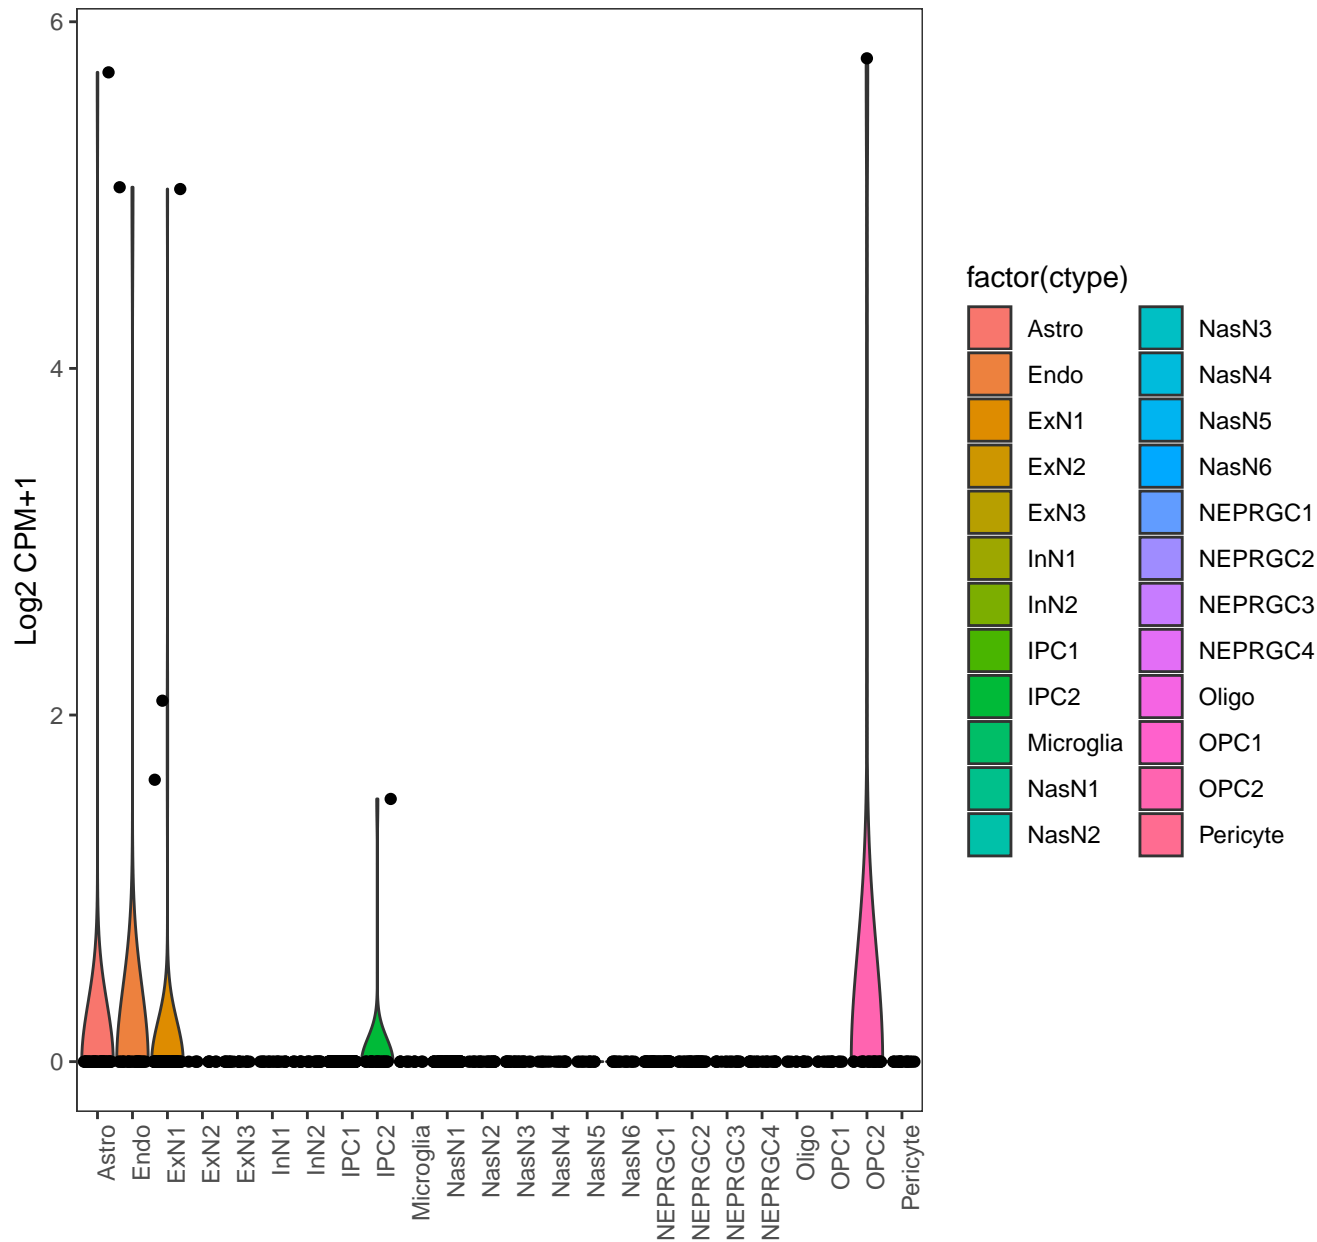 6
4
2
0
Log2 CPM+1
Astro
Endo
ExN1
ExN2
ExN3
InN1
InN2
IPC1
IPC2
Microglia
NasN1
NasN2
NasN3
NasN4
NasN5
NasN6
NEPRGC1
NEPRGC2
NEPRGC3
NEPRGC4
Oligo
OPC1
OPC2
Pericyte
factor(ctype)
Astro
Endo
ExN1
ExN2
ExN3
InN1
InN2
IPC1
IPC2
Microglia
NasN1
NasN2
NasN3
NasN4
NasN5
NasN6
NEPRGC1
NEPRGC2
NEPRGC3
NEPRGC4
Oligo
OPC1
OPC2
Pericyte